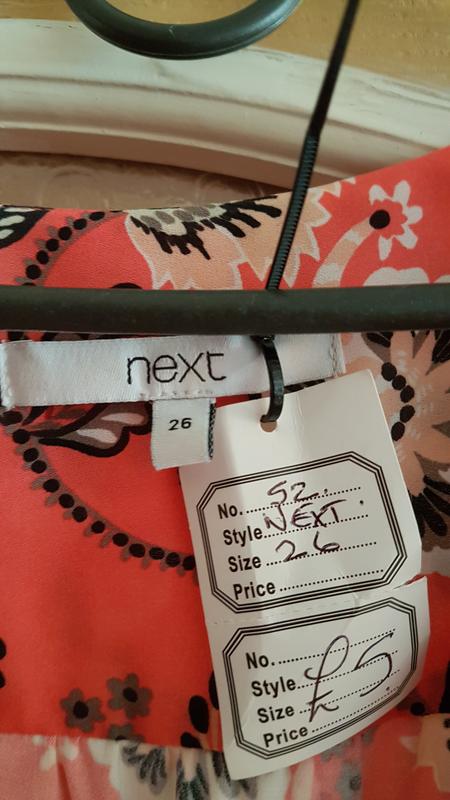 next
26
No. 52.
Style NEXT.
Size 26
Price
No.
Style
Size
Price
£5